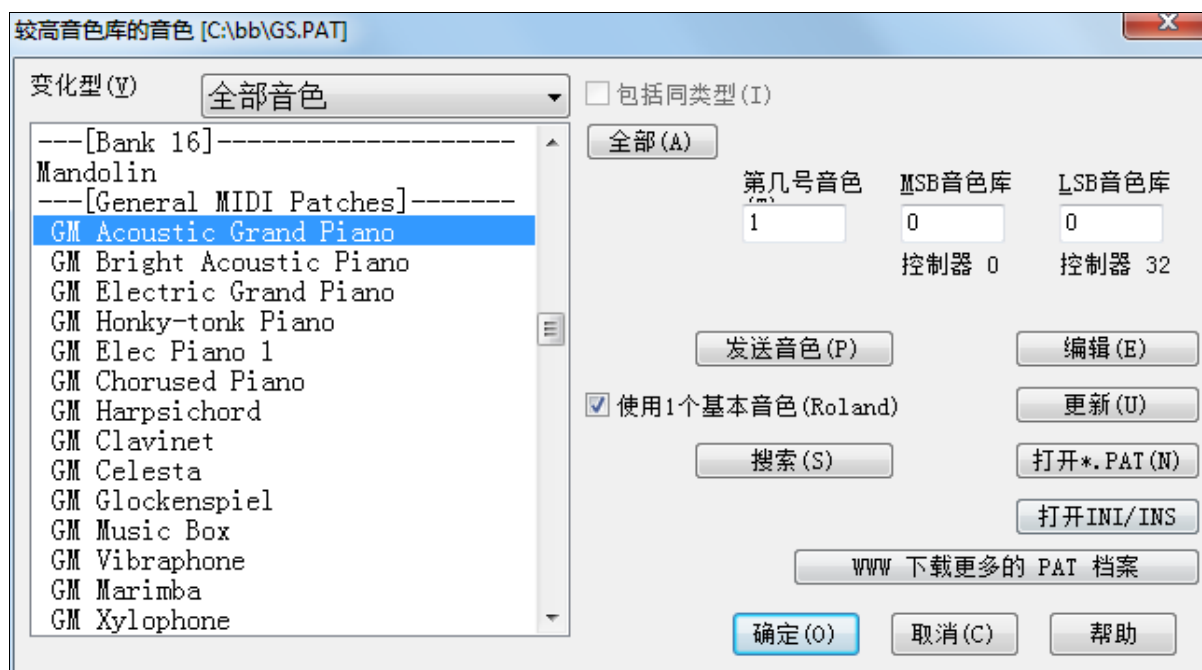 较高音色库的音色 [C:\bb\GS.PAT]
变化型(V)
全部音色
包括同类型(I)
全部(A)
---[Bank 16]--------------------
Mandolin
---[General MIDI Patches]-------
GM Acoustic Grand Piano
GM Bright Acoustic Piano
GM Electric Grand Piano
GM Honky-tonk Piano
GM Elec Piano 1
GM Chorused Piano
GM Harpsichord
GM Clavinet
GM Celesta
GM Glockenspiel
GM Music Box
GM Vibraphone
GM Marimba
GM Xylophone
第几号音色 MSB音色库 LSB音色库
1 0 0
控制器 0 控制器 32
发送音色(P) 编辑(E)
使用1个基本音色(Roland) 更新(U)
搜索(S) 打开*.PAT(N)
打开INI/INS
WWW 下载更多的 PAT 档案
确定(O) 取消(C) 帮助